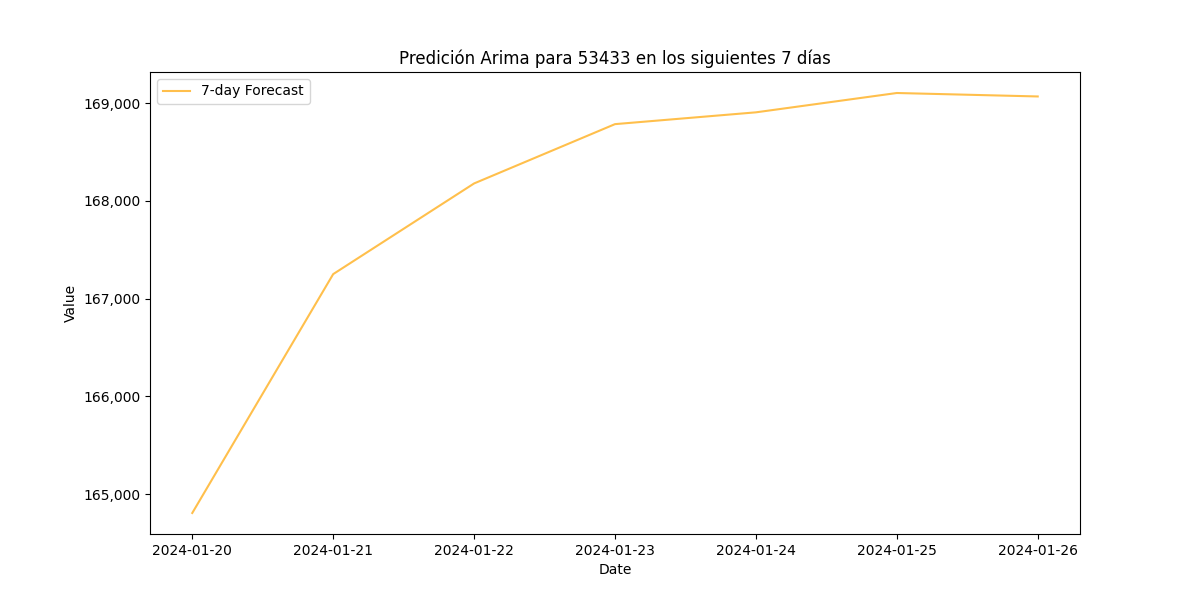 Predición Arima para 53433 en los siguientes 7 días
7-day Forecast
169,000
168,000
167,000
166,000
165,000
Value
2024-01-20 2024-01-21 2024-01-22 2024-01-23 2024-01-24 2024-01-25 2024-01-26
Date